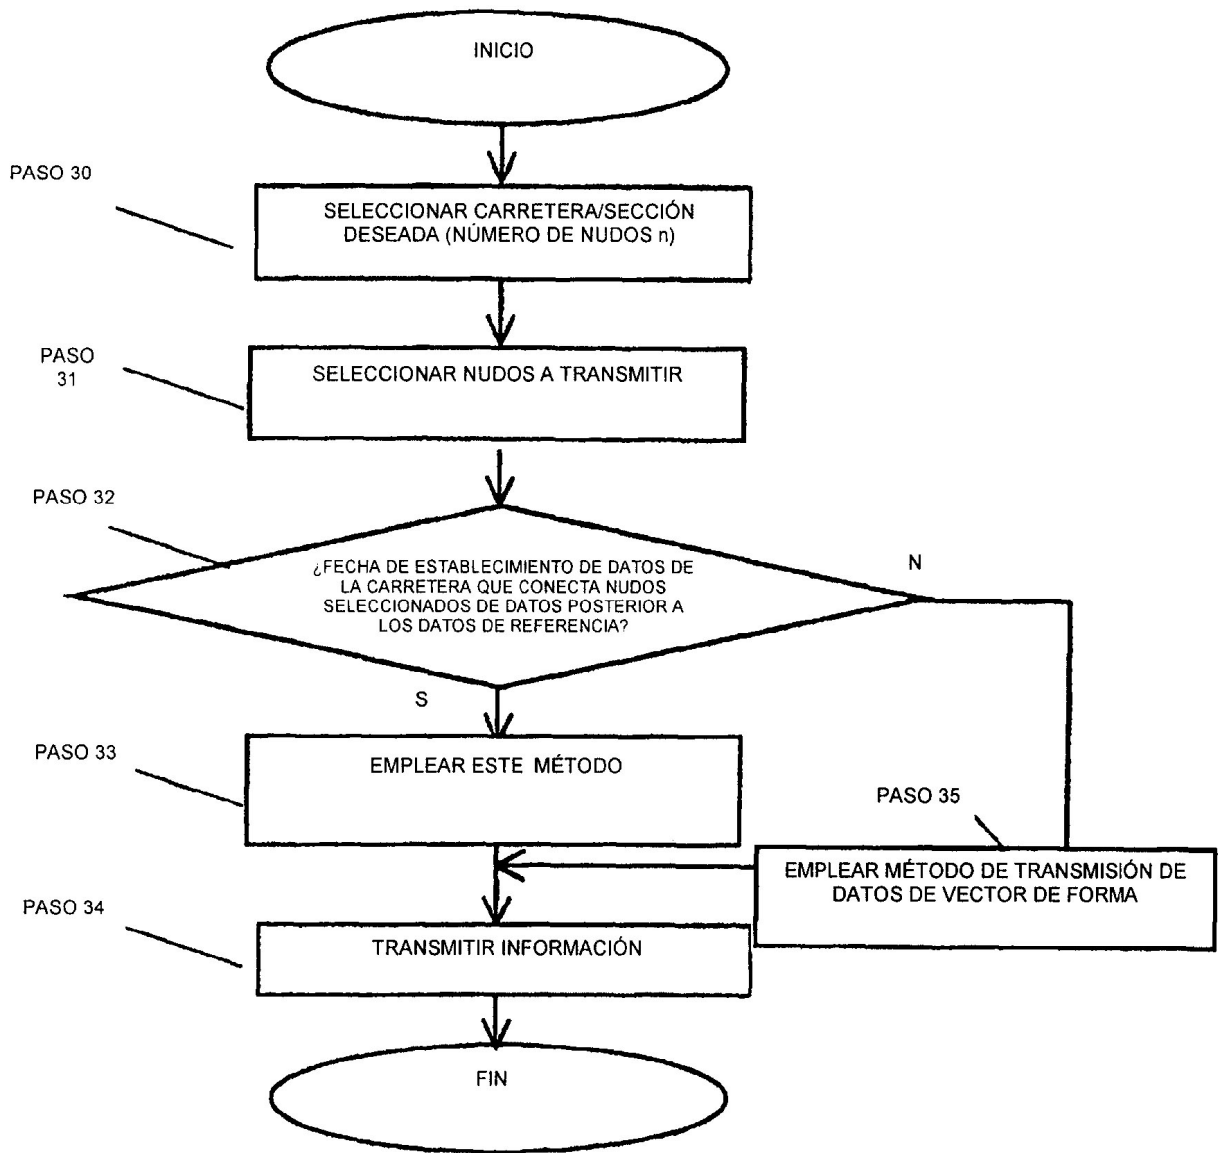 INICIO
PASO 30
SELECCIONAR CARRETERA/SECCIÓN
DESEADA (NÚMERO DE NUDOS n)
PASO
31
SELECCIONAR NUDOS A TRANSMITIR
PASO 32
¿FECHA DE ESTABLECIMIENTO DE DATOS DE
LA CARRETERA QUE CONECTA NUDOS
SELECCIONADOS DE DATOS POSTERIOR A
LOS DATOS DE REFERENCIA?
N
S
PASO 33
EMPLEAR ESTE MÉTODO
PASO 35
EMPLEAR MÉTODO DE TRANSMISIÓN DE
DATOS DE VECTOR DE FORMA
PASO 34
TRANSMITIR INFORMACIÓN
FIN